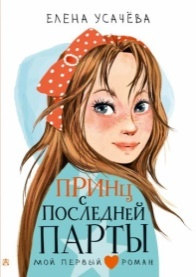 ЕЛЕНА УСАЧЁВА
ПРИНЦ
С
ПОСЛЕДНЕЙ
ПАРТЫ
МОЙ ПЕРВЫЙ РОМАН